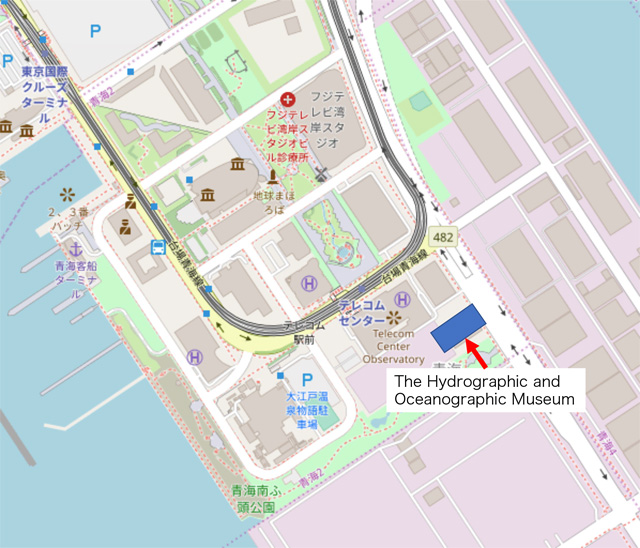 P
P
P
東京国際
クルーズ
ターミナ
ル
青海2
フジテレ
ビ湾岸ス
タジオビ
ル診療所
フジテ
レビ湾
岸スタ
ジオ
地球まほ
ろば
2、3番
バッチ
青海客船
ターミナ
ル
台場青海線
482
台場青海線
H
H
H
テレコム
センター
テレコム
駅前
Telecom
Center
Observatory
青海
The Hydrographic and
Oceanographic Museum
P
大江戸温
泉物語駐
車場
青海2
青海4
青海南ふ
頭公園